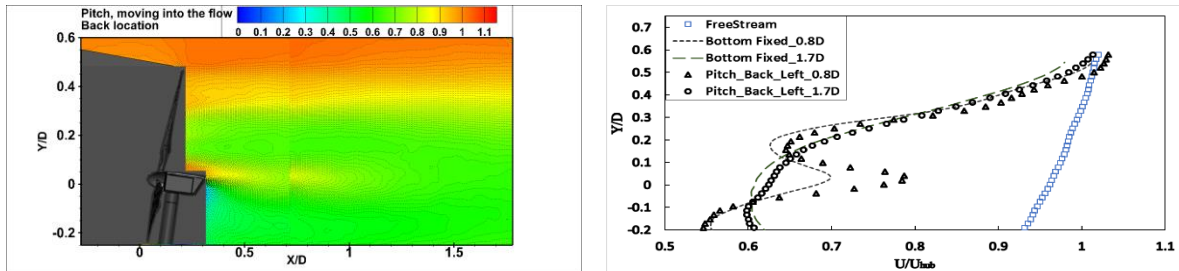 Pitch, moving into the flow
Back location
0 0.1 0.2 0.3 0.4 0.5 0.6 0.7 0.8 0.9 1 1.1
0.6
0.4
0.2
0
-0.2
Y/D
0 0.5 1 1.5
X/D
FreeStream
Bottom Fixed_0.8D
Bottom Fixed_1.7D
Pitch_Back_Left_0.8D
Pitch_Back_Left_1.7D
0.7
0.6
0.5
0.4
0.3
0.2
0.1
0
-0.1
-0.2
Y/D
0.5 0.6 0.7 0.8 0.9 1 1.1
U/Uhub